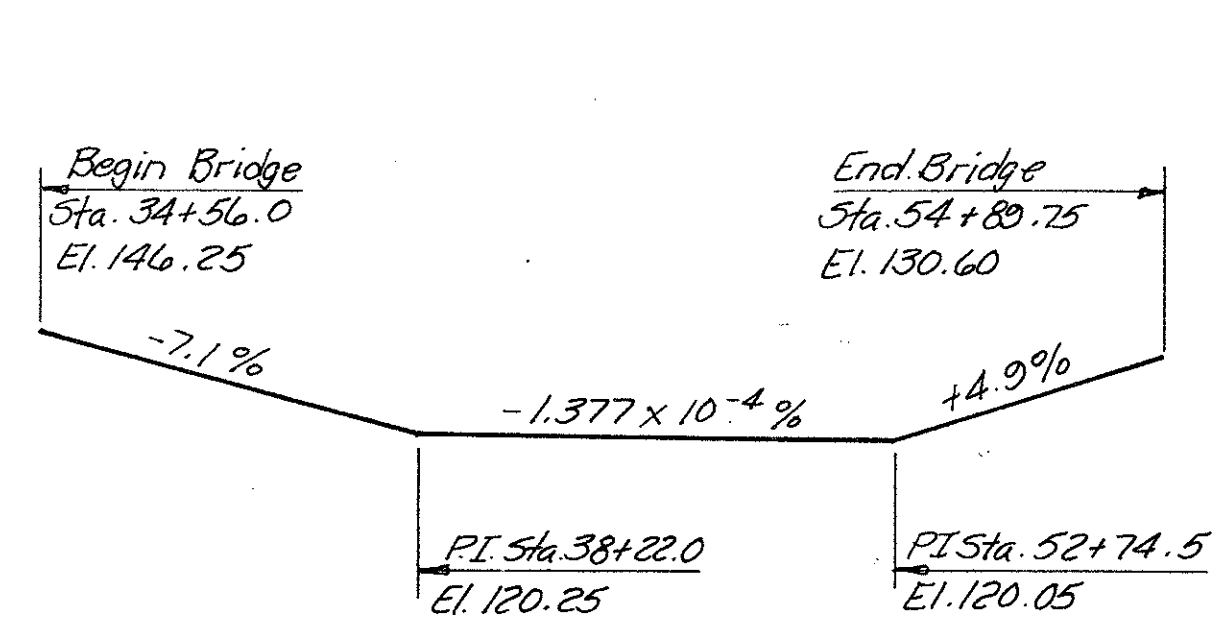 Begin Bridge
Sta. 34+56.0
El. 146.25
End Bridge
Sta. 54+89.75
El. 130.60
-7.1%
-1.377 x 10-4 %
+4.9%
P.I. Sta. 38+22.0
El. 120.25
PI Sta. 52+74.5
El. 120.05